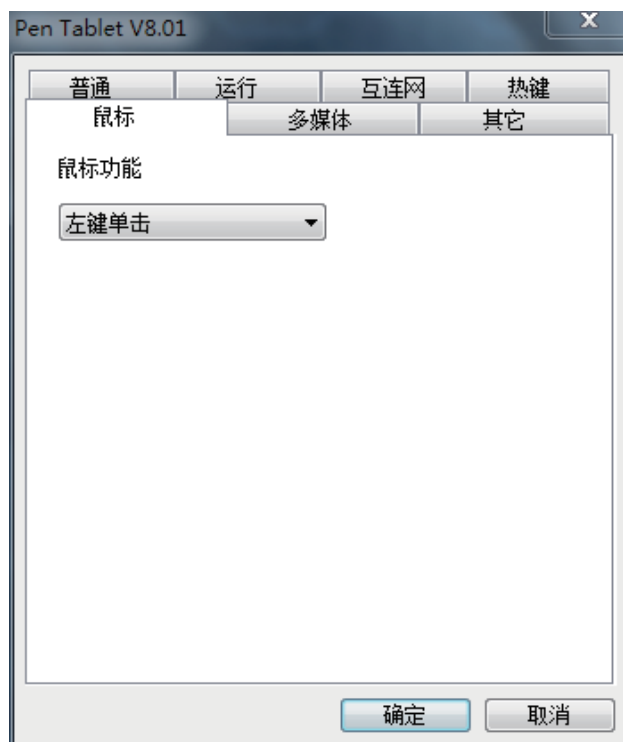 Pen Tablet V8.01
普通 运行 互连网 热键
鼠标 多媒体 其它
鼠标功能
左键单击
确定 取消